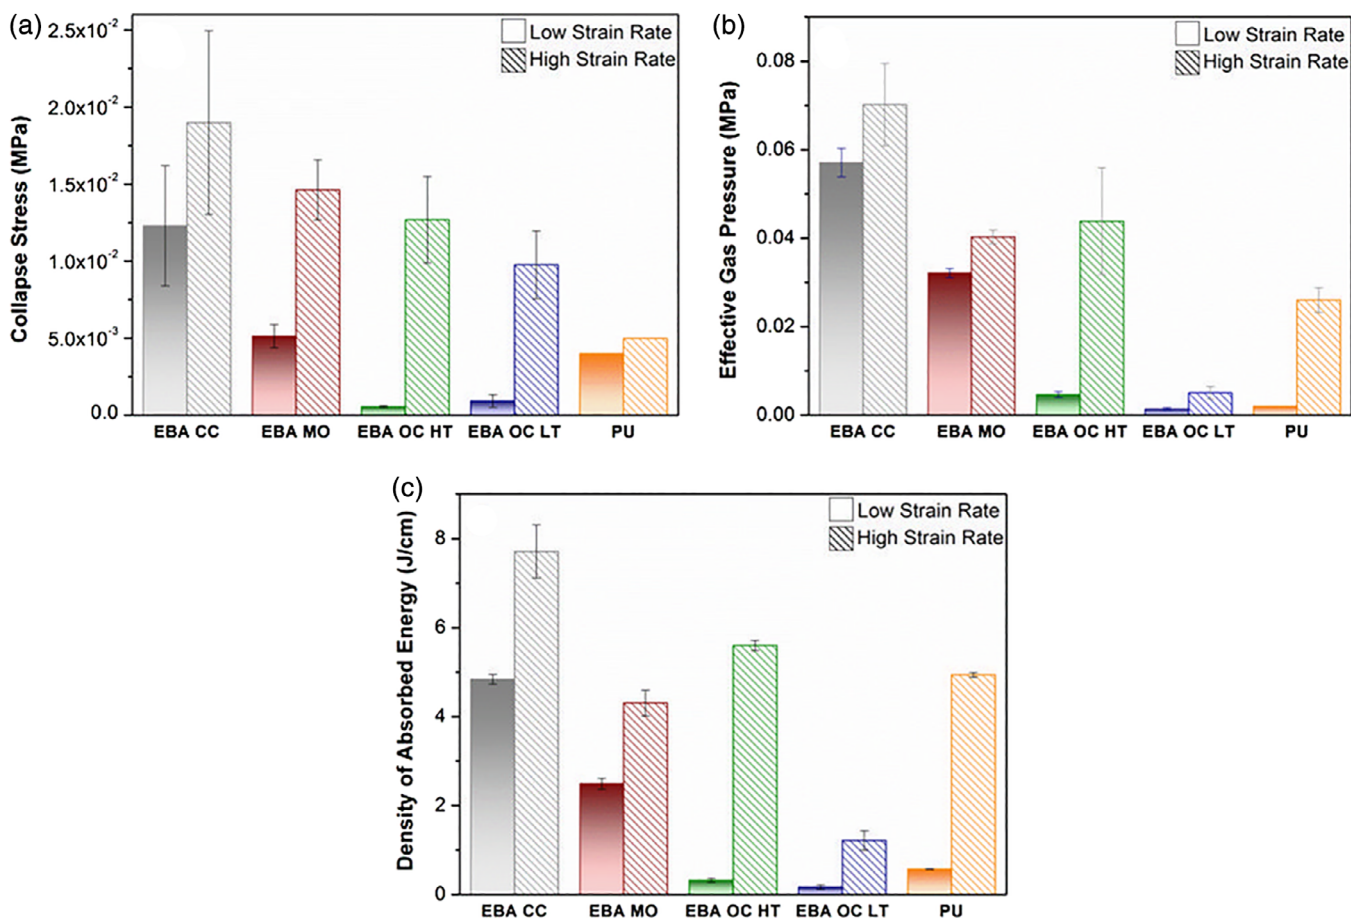 (a)
Collapse Stress (MPa)
2.5x10⁻²
2.0x10⁻²
1.5x10⁻²
1.0x10⁻²
5.0x10⁻³
0.0
Low Strain Rate
High Strain Rate
EBA CC EBA MO EBA OC HT EBA OC LT PU
(b)
Effective Gas Pressure (MPa)
0.08
0.06
0.04
0.02
0.00
Low Strain Rate
High Strain Rate
EBA CC EBA MO EBA OC HT EBA OC LT PU
(c)
Density of Absorbed Energy (J/cm)
8
6
4
2
0
Low Strain Rate
High Strain Rate
EBA CC EBA MO EBA OC HT EBA OC LT PU